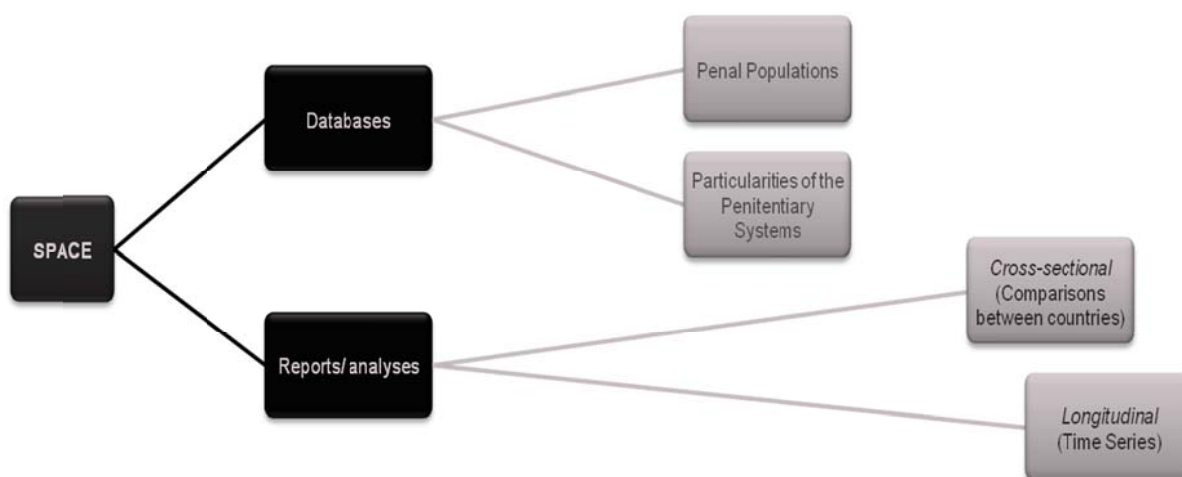 SPACE
Databases
Penal Populations
Particularities of the
Penitentiary
Systems
Reports/ analyses
Cross-sectional
(Comparisons
between countries)
Longitudinal
(Time Series)